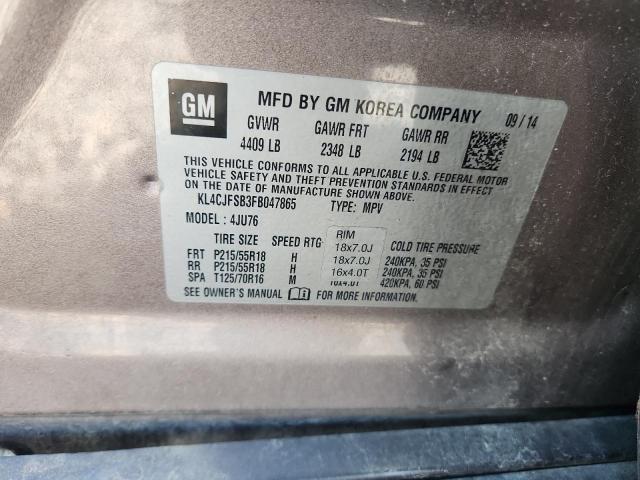 GM
MFD BY GM KOREA COMPANY 09/14
GVWR GAWR FRT GAWR RR
4409 LB 2348 LB 2194 LB
THIS VEHICLE CONFORMS TO ALL APPLICABLE U.S. FEDERAL MOTOR
VEHICLE SAFETY AND THEFT PREVENTION STANDARDS IN EFFECT
ON THE DATE OF MANUFACTURE SHOWN ABOVE.
KL4CJFSB3FB047865 TYPE: MPV
MODEL: 4JU76
TIRE SIZE SPEED RTG RIM COLD TIRE PRESSURE
FRT P215/55R18 H 18x7.0J 240KPA, 35 PSI
RR P215/55R18 H 18x7.0J 240KPA, 35 PSI
SPA T125/70R16 M 16x4.0T 420KPA, 60 PSI
SEE OWNER'S MANUAL FOR MORE INFORMATION